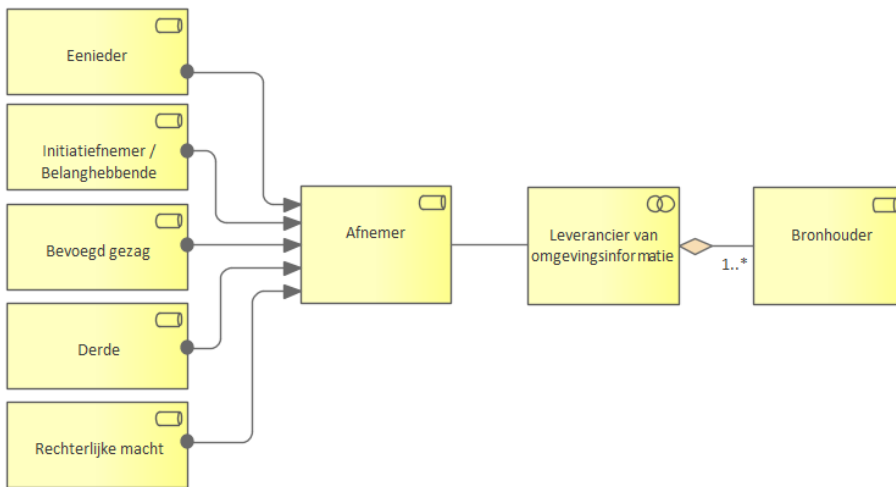 Eenieder
Initiatiefnemer /
Belanghebbende
Bevoegd gezag
Derde
Rechterlijke macht
Afnemer
Leverancier van
omgevingsinformatie
1..*
Bronhouder